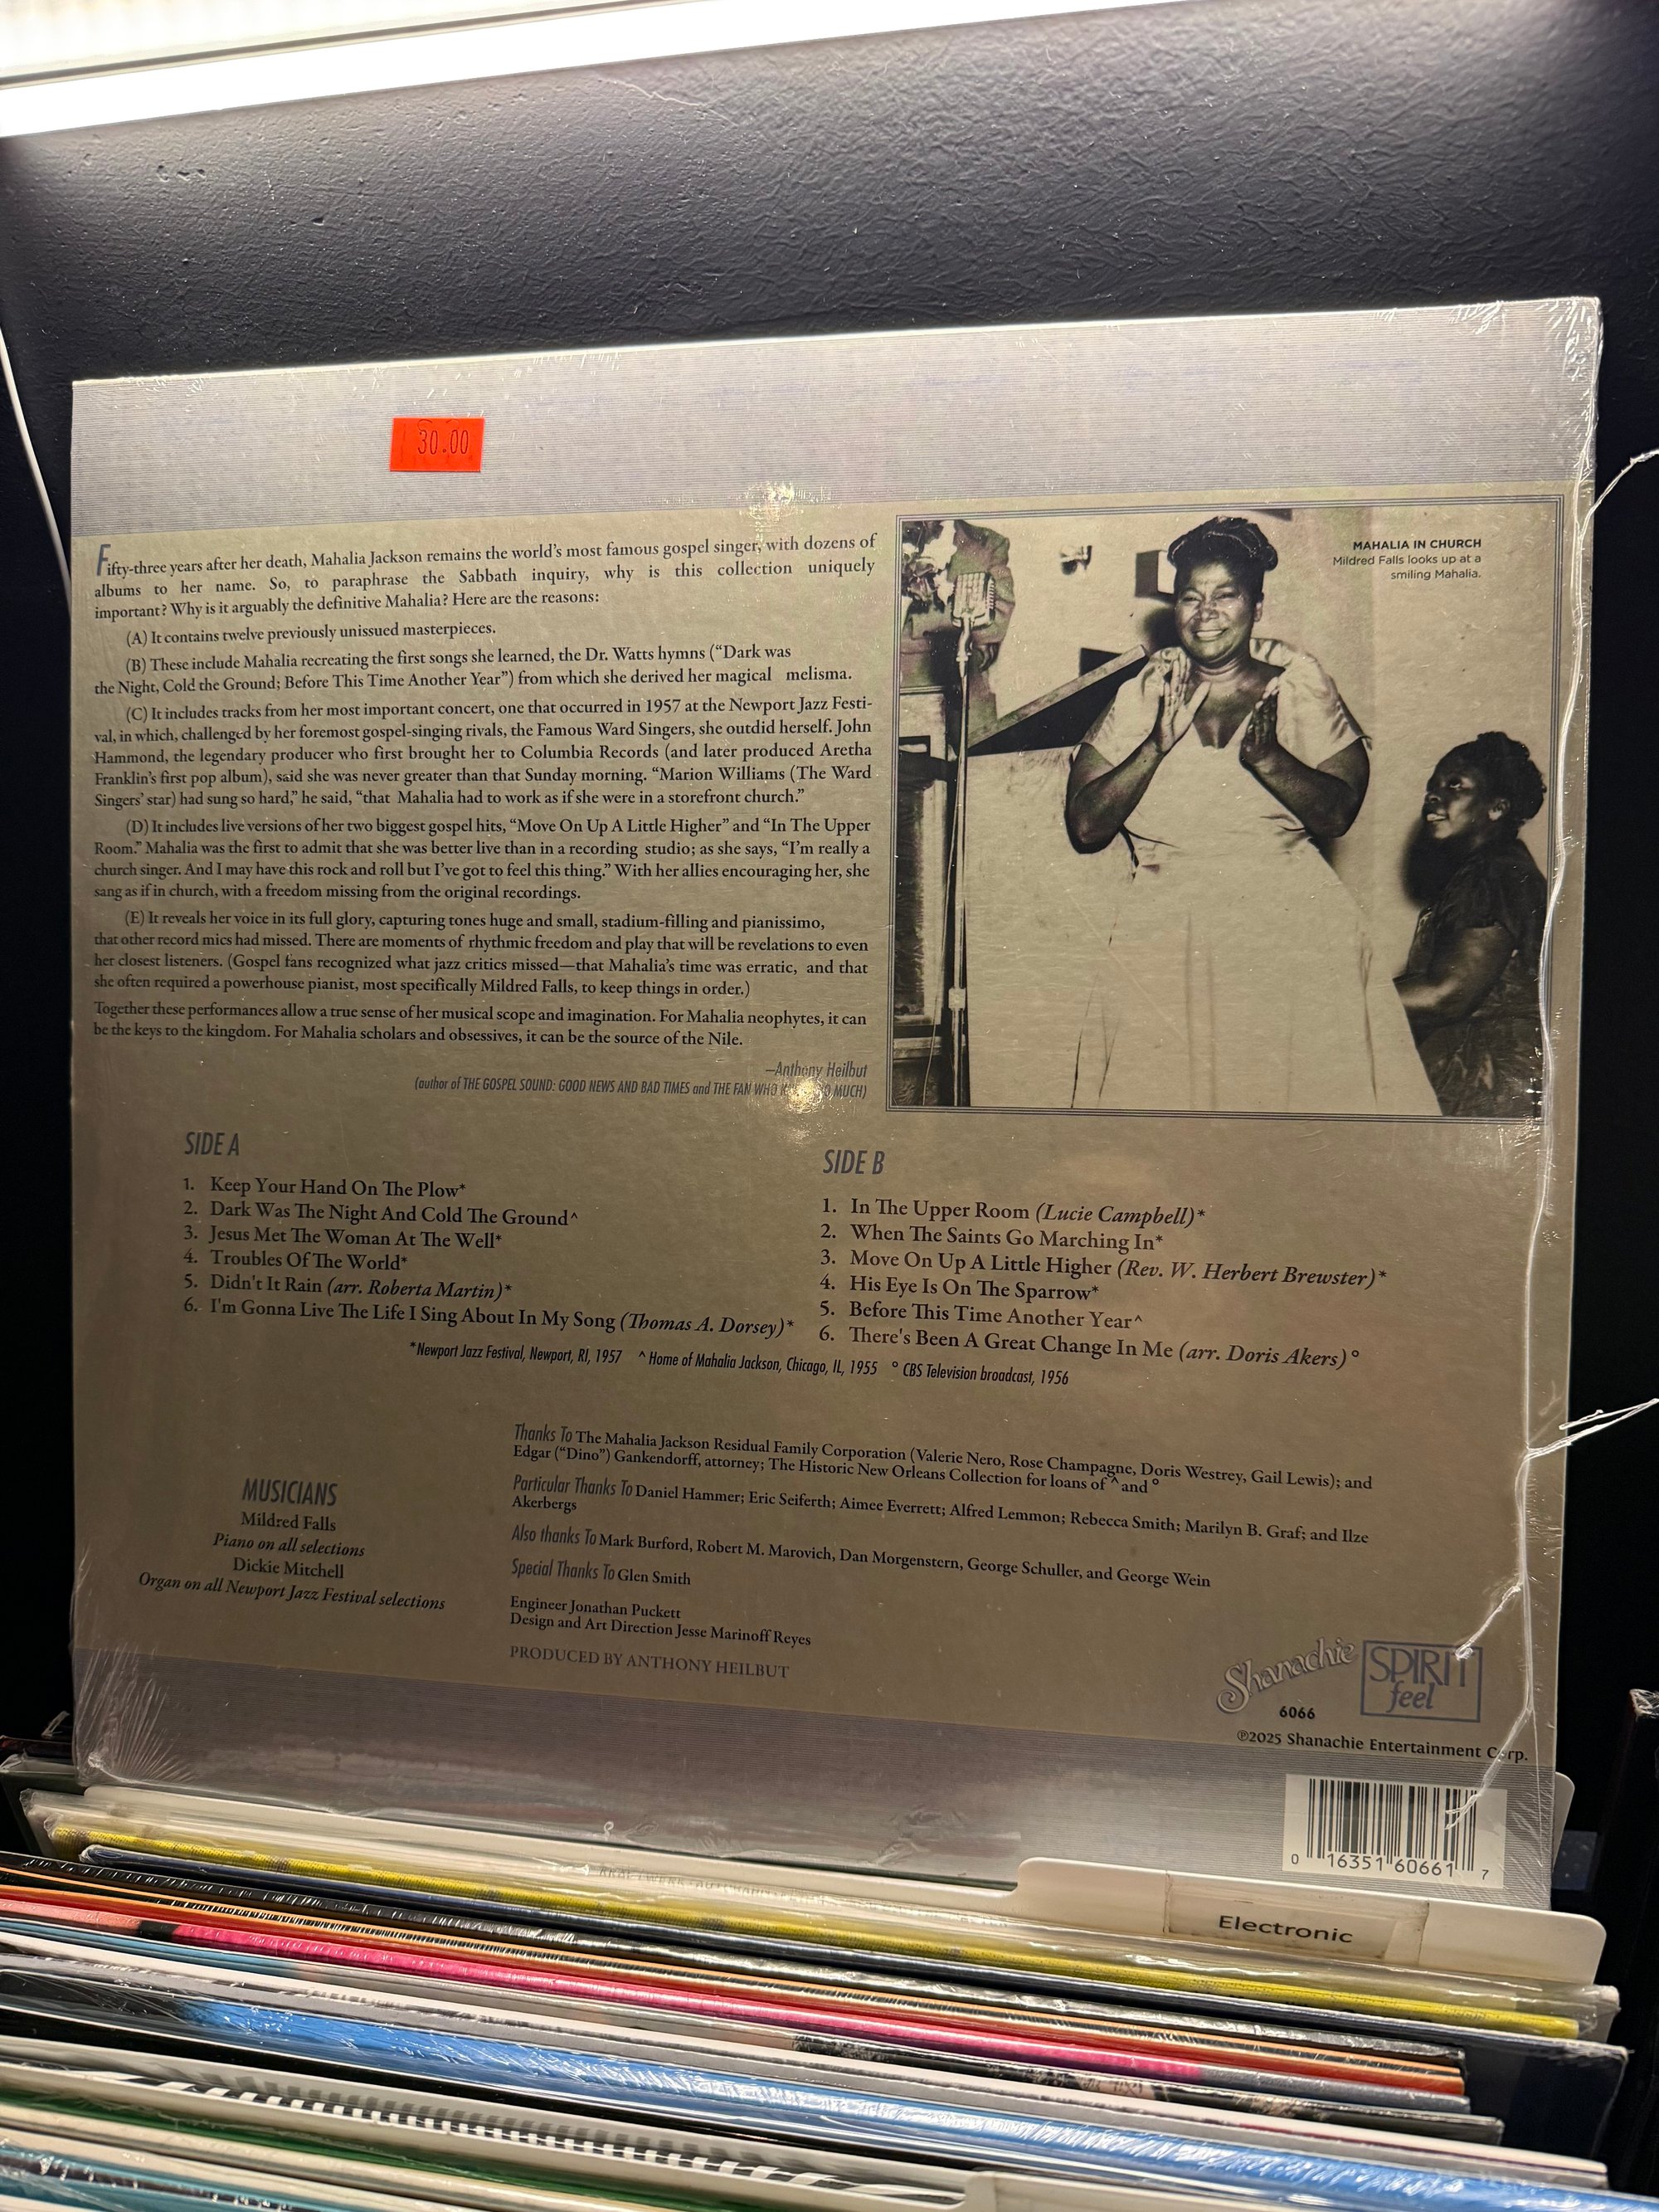 30.00
MAHALIA IN CHURCH
Mildred Falls looks up at a
smiling Mahalia.
Fifty-three years after her death, Mahalia Jackson remains the world's most famous gospel singer, with dozens of
albums to her name. So, to paraphrase the Sabbath inquiry, why is this collection uniquely
important? Why is it arguably the definitive Mahalia? Here are the reasons:
(A) It contains twelve previously unissued masterpieces.
(B) These include Mahalia recreating the first songs she learned, the Dr. Watts hymns (“Dark was
the Night, Cold the Ground; Before This Time Another Year”) from which she derived her magical melisma.
(C) It includes tracks from her most important concert, one that occurred in 1957 at the Newport Jazz Festi-
val, in which, challenged by her foremost gospel-singing rivals, the Famous Ward Singers, she outdid herself. John
Hammond, the legendary producer who first brought her to Columbia Records (and later produced Aretha
Franklin's first pop album), said she was never greater than that Sunday morning. “Marion Williams (The Ward
Singers' star) had sung so hard,” he said, “that Mahalia had to work as if she were in a storefront church.”
(D) It includes live versions of her two biggest gospel hits, “Move On Up A Little Higher” and “In The Upper
Room.” Mahalia was the first to admit that she was better live than in a recording studio; as she says, “I'm really a
church singer. And I may have this rock and roll but I've got to feel this thing.” With her allies encouraging her, she
sang as if in church, with a freedom missing from the original recordings.
(E) It reveals her voice in its full glory, capturing tones huge and small, stadium-filling and pianissimo,
that other record mics had missed. There are moments of rhythmic freedom and play that will be revelations to even
her closest listeners. (Gospel fans recognized what jazz critics missed—that Mahalia's time was erratic, and that
she often required a powerhouse pianist, most specifically Mildred Falls, to keep things in order.)
Together these performances allow a true sense of her musical scope and imagination. For Mahalia neophytes, it can
be the keys to the kingdom. For Mahalia scholars and obsessives, it can be the source of the Nile.
—Anthony Heilbut
(author of THE GOSPEL SOUND: GOOD NEWS AND BAD TIMES and THE FAN WHO MUCH)
SIDE A
1. Keep Your Hand On The Plow*
2. Dark Was The Night And Cold The Ground^
3. Jesus Met The Woman At The Well*
4. Troubles Of The World*
5. Didn't It Rain (arr. Roberta Martin)*
6. I'm Gonna Live The Life I Sing About In My Song (Thomas A. Dorsey)*
SIDE B
1. In The Upper Room (Lucie Campbell)*
2. When The Saints Go Marching In*
3. Move On Up A Little Higher (Rev. W. Herbert Brewster)*
4. His Eye Is On The Sparrow*
5. Before This Time Another Year^
6. There's Been A Great Change In Me (arr. Doris Akers)°
*Newport Jazz Festival, Newport, RI, 1957 ^ Home of Mahalia Jackson, Chicago, IL, 1955 ° CBS Television broadcast, 1956
MUSICIANS
Mildred Falls
Piano on all selections
Dickie Mitchell
Organ on all Newport Jazz Festival selections
Thanks To The Mahalia Jackson Residual Family Corporation (Valerie Nero, Rose Champagne, Doris Westrey, Gail Lewis); and
Edgar (“Dino”) Gankendorff, attorney; The Historic New Orleans Collection for loans of ^ and °
Particular Thanks To Daniel Hammer; Eric Seiferth; Aimee Everrett; Alfred Lemmon; Rebecca Smith; Marilyn B. Graf; and Ilze
Akerbergs
Also thanks To Mark Burford, Robert M. Marovich, Dan Morgenstern, George Schuller, and George Wein
Special Thanks To Glen Smith
Engineer Jonathan Puckett
Design and Art Direction Jesse Marinoff Reyes
PRODUCED BY ANTHONY HEILBUT
Shanachie
6066
SPIRIT
feel
℗2025 Shanachie Entertainment Corp.
0 16351 60661 7
Electronic